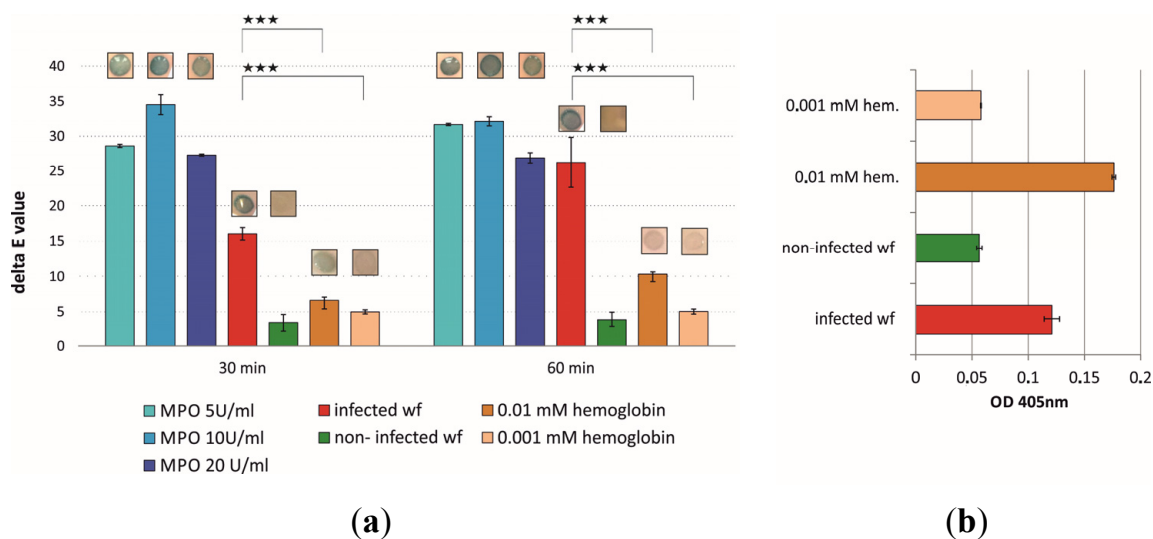 ★★★ ★★★
★★★ ★★★
delta E value
40
35
30
25
20
15
10
5
0
30 min 60 min
MPO 5U/ml infected wf 0.01 mM hemoglobin
MPO 10U/ml non- infected wf 0.001 mM hemoglobin
MPO 20 U/ml
(a)
0.001 mM hem.
0.01 mM hem.
non-infected wf
infected wf
0 0.05 0.1 0.15 0.2
OD 405nm
(b)